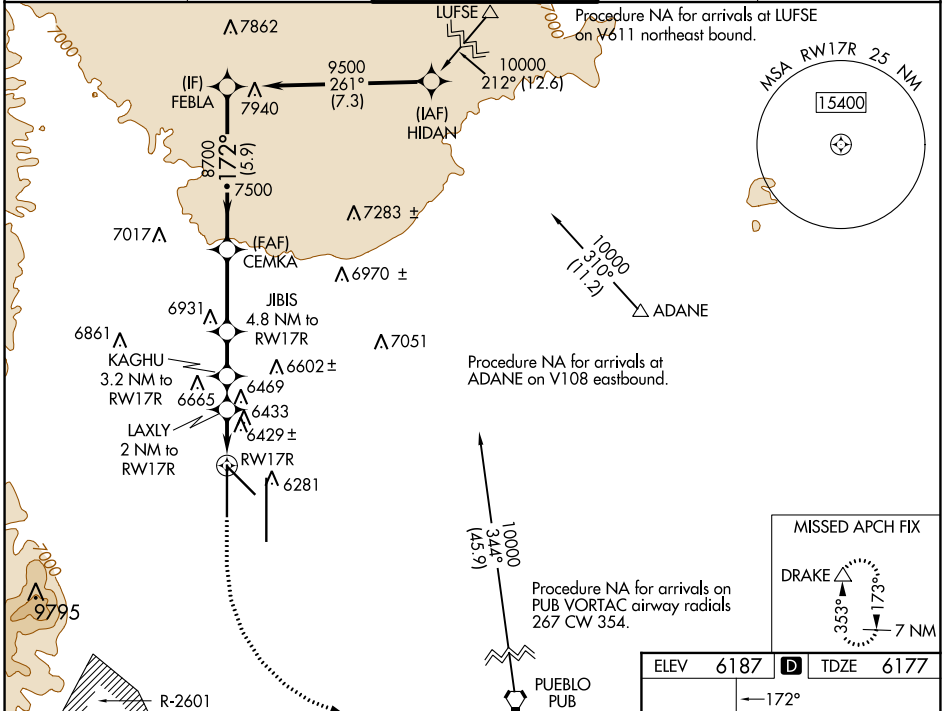 LUFSE
Procedure NA for arrivals at LUFSE
on V611 northeast bound.
7000
7862
7000
10000
212° (12.6)
9500
261°
(7.3)
(IF)
FEBLA
7940
(IAF)
HIDAN
MSA RW17R 25 NM
15400
8700
172°
(5.9)
7500
7283 ±
7017
(FAF)
CEMKA
6970 ±
10000
310°
(11.2)
ADANE
6931
JIBIS
4.8 NM to
RW17R
6861
7051
KAGHU
3.2 NM to
RW17R
6602 ±
Procedure NA for arrivals at
ADANE on V108 eastbound.
6665
6469
6433
LAXLY
2 NM to
RW17R
6429 ±
RW17R
6281
7000
9795
10000
344°
(45.9)
MISSED APCH FIX
DRAKE
353°
173°
7 NM
Procedure NA for arrivals on
PUB VORTAC airway radials
267 CW 354.
R-2601
PUEBLO
PUB
ELEV 6187 D TDZE 6177
172°